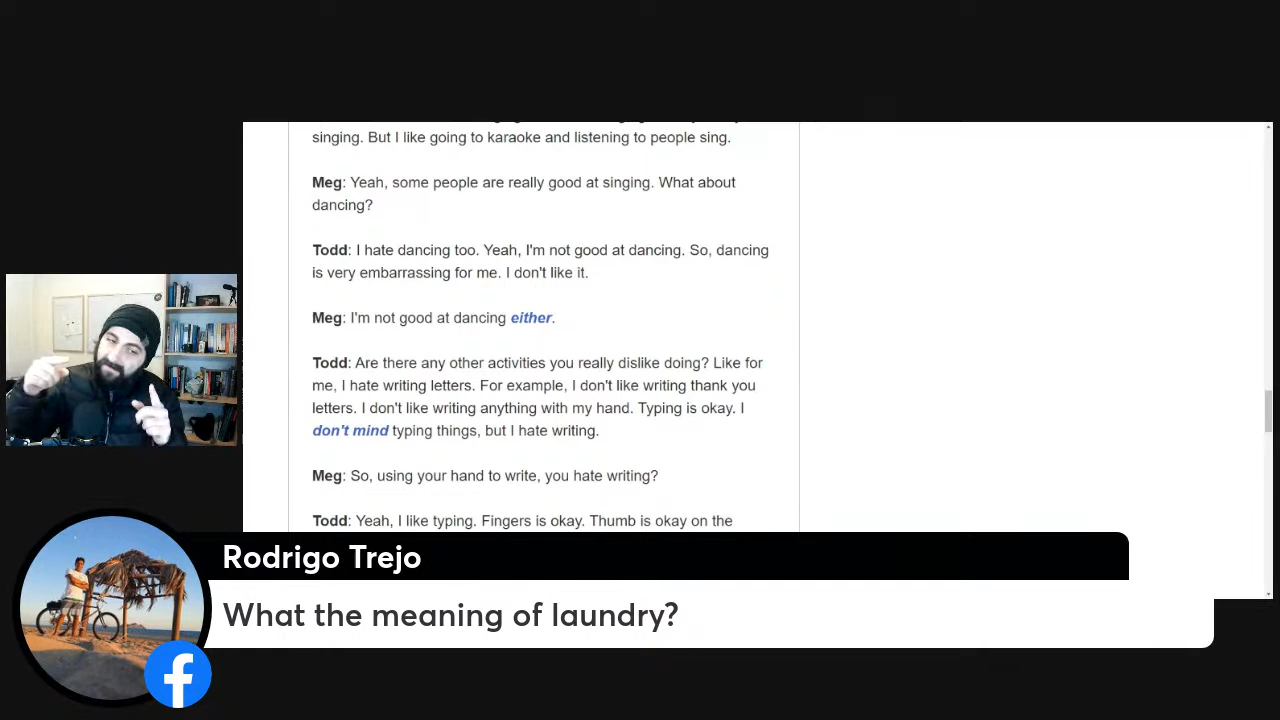 singing. But I like going to karaoke and listening to people sing.
Meg: Yeah, some people are really good at singing. What about
dancing?
Todd: I hate dancing too. Yeah, I'm not good at dancing. So, dancing
is very embarrassing for me. I don't like it.
Meg: I'm not good at dancing either.
Todd: Are there any other activities you really dislike doing? Like for
me, I hate writing letters. For example, I don't like writing thank you
letters. I don't like writing anything with my hand. Typing is okay. I
don't mind typing things, but I hate writing.
Meg: So, using your hand to write, you hate writing?
Todd: Yeah, I like typing. Fingers is okay. Thumb is okay on the
Rodrigo Trejo
What the meaning of laundry?